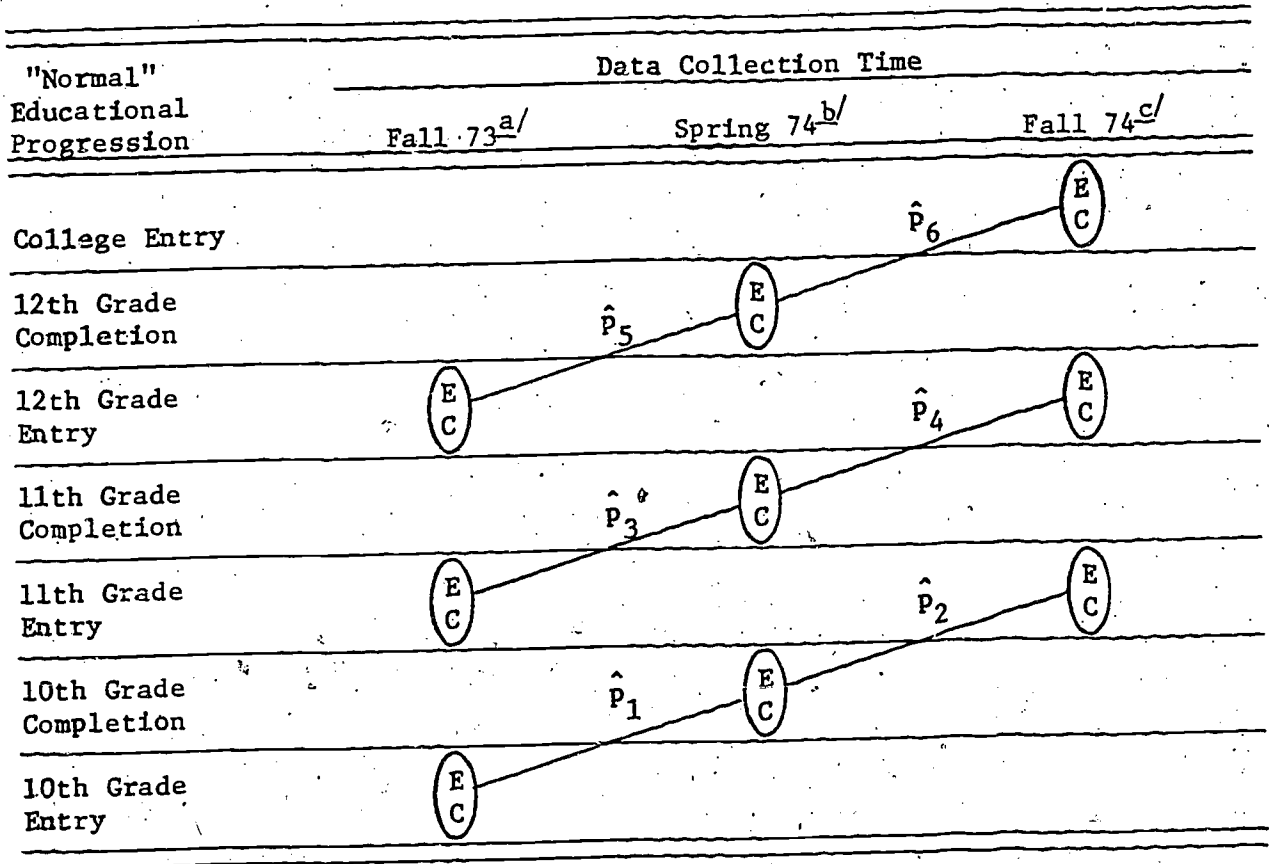 Data Collection Time
"Normal"
Educational
Progression
Fall 73a/
Spring 74b/
Fall 74c/
E
C
p̂6
College Entry
12th Grade
Completion
E
C
p̂5
12th Grade
Entry
E
C
E
C
p̂4
11th Grade
Completion
E
C
p̂3
11th Grade
Entry
E
C
E
C
p̂2
10th Grade
Completion
E
C
p̂1
10th Grade
Entry
E
C